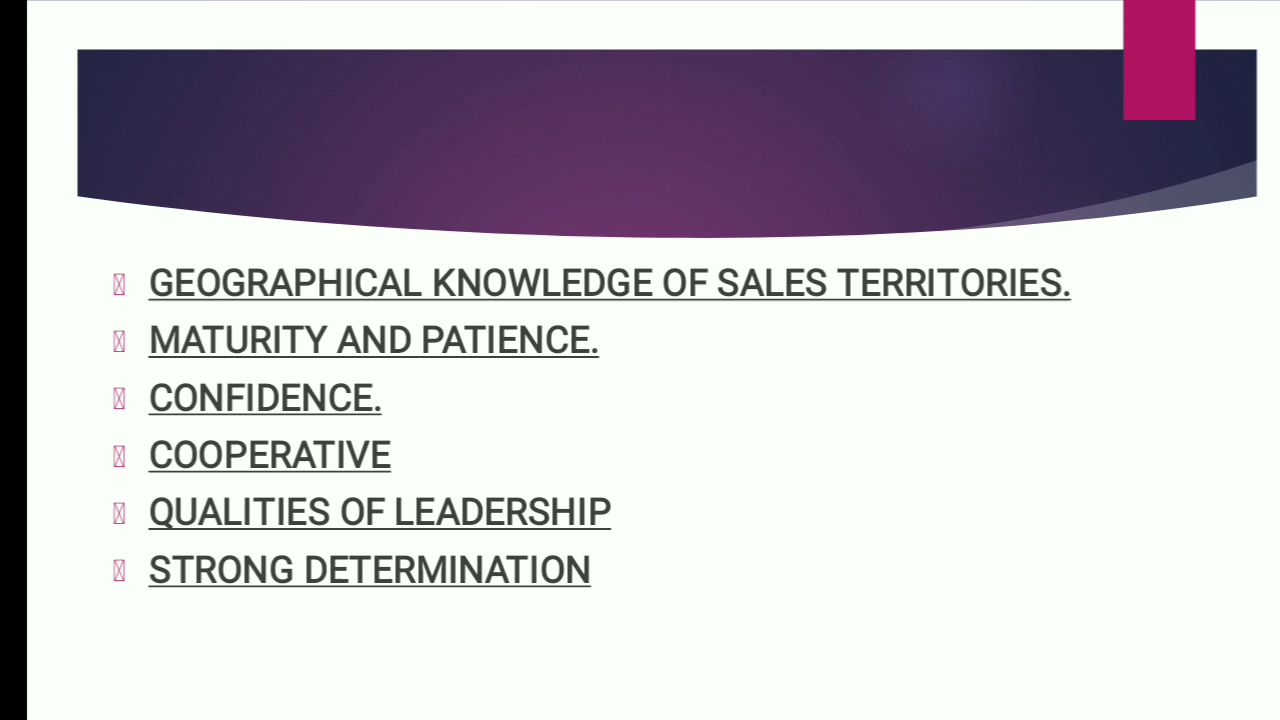 GEOGRAPHICAL KNOWLEDGE OF SALES TERRITORIES.
MATURITY AND PATIENCE.
CONFIDENCE.
COOPERATIVE
QUALITIES OF LEADERSHIP
STRONG DETERMINATION